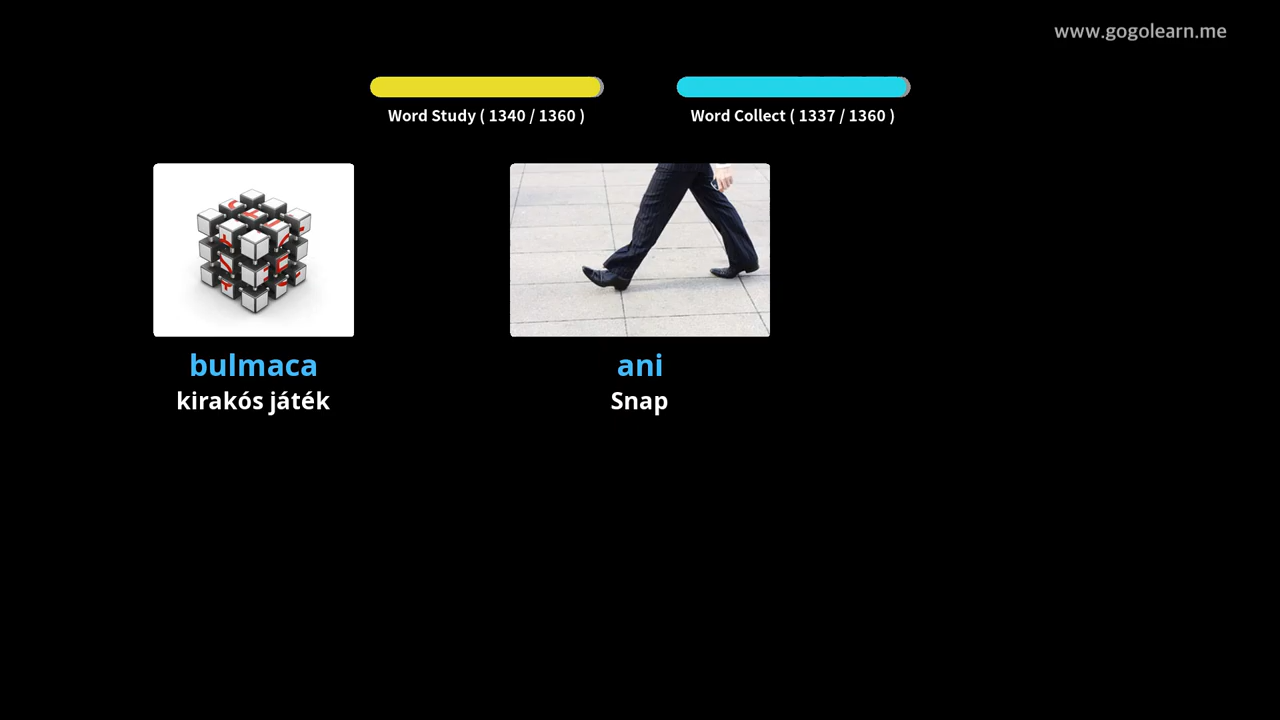 www.gogolearn.me
Word Study ( 1340 / 1360 )
Word Collect ( 1337 / 1360 )
bulmaca
kirakós játék
ani
Snap